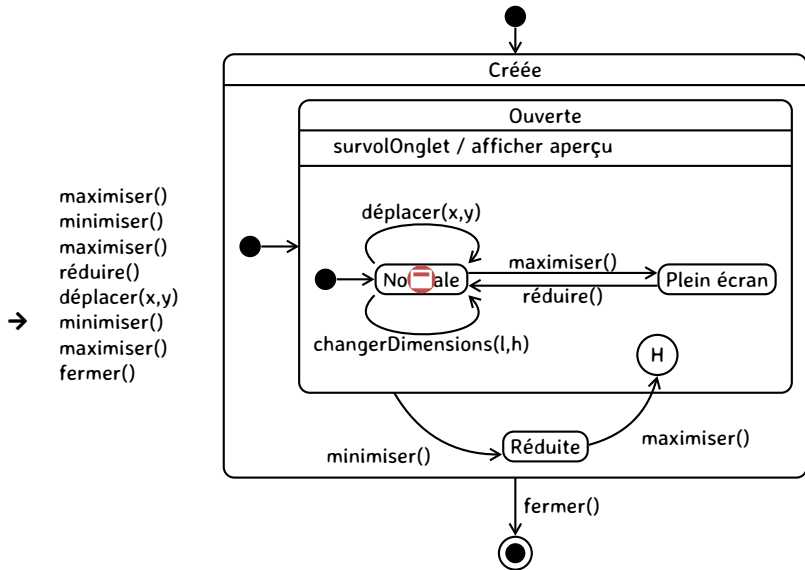 Créée
Ouverte
survolOnglet / afficher aperçu
maximiser()
minimiser()
maximiser()
réduire()
déplacer(x,y)
minimiser()
maximiser()
fermer()
déplacer(x,y)
maximiser()
Plein écran
réduire()
changerDimensions(l,h)
H
minimiser()
Réduite
maximiser()
fermer()